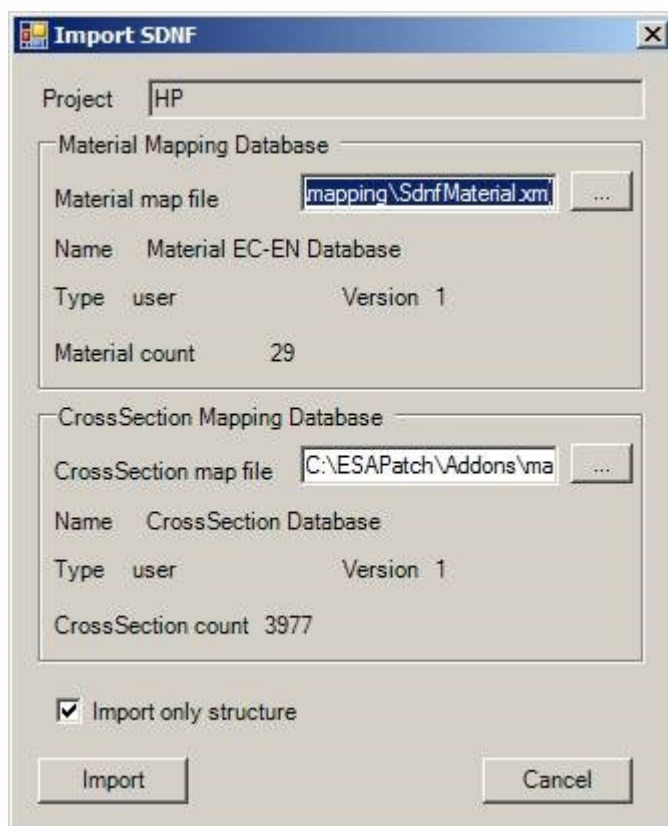 Import SDNF
Project HP
Material Mapping Database
Material map file mapping\SdnfMaterial.xm ...
Name Material EC-EN Database
Type user Version 1
Material count 29
CrossSection Mapping Database
CrossSection map file C:\ESAPatch\Addons\ma ...
Name CrossSection Database
Type user Version 1
CrossSection count 3977
Import only structure
Import Cancel